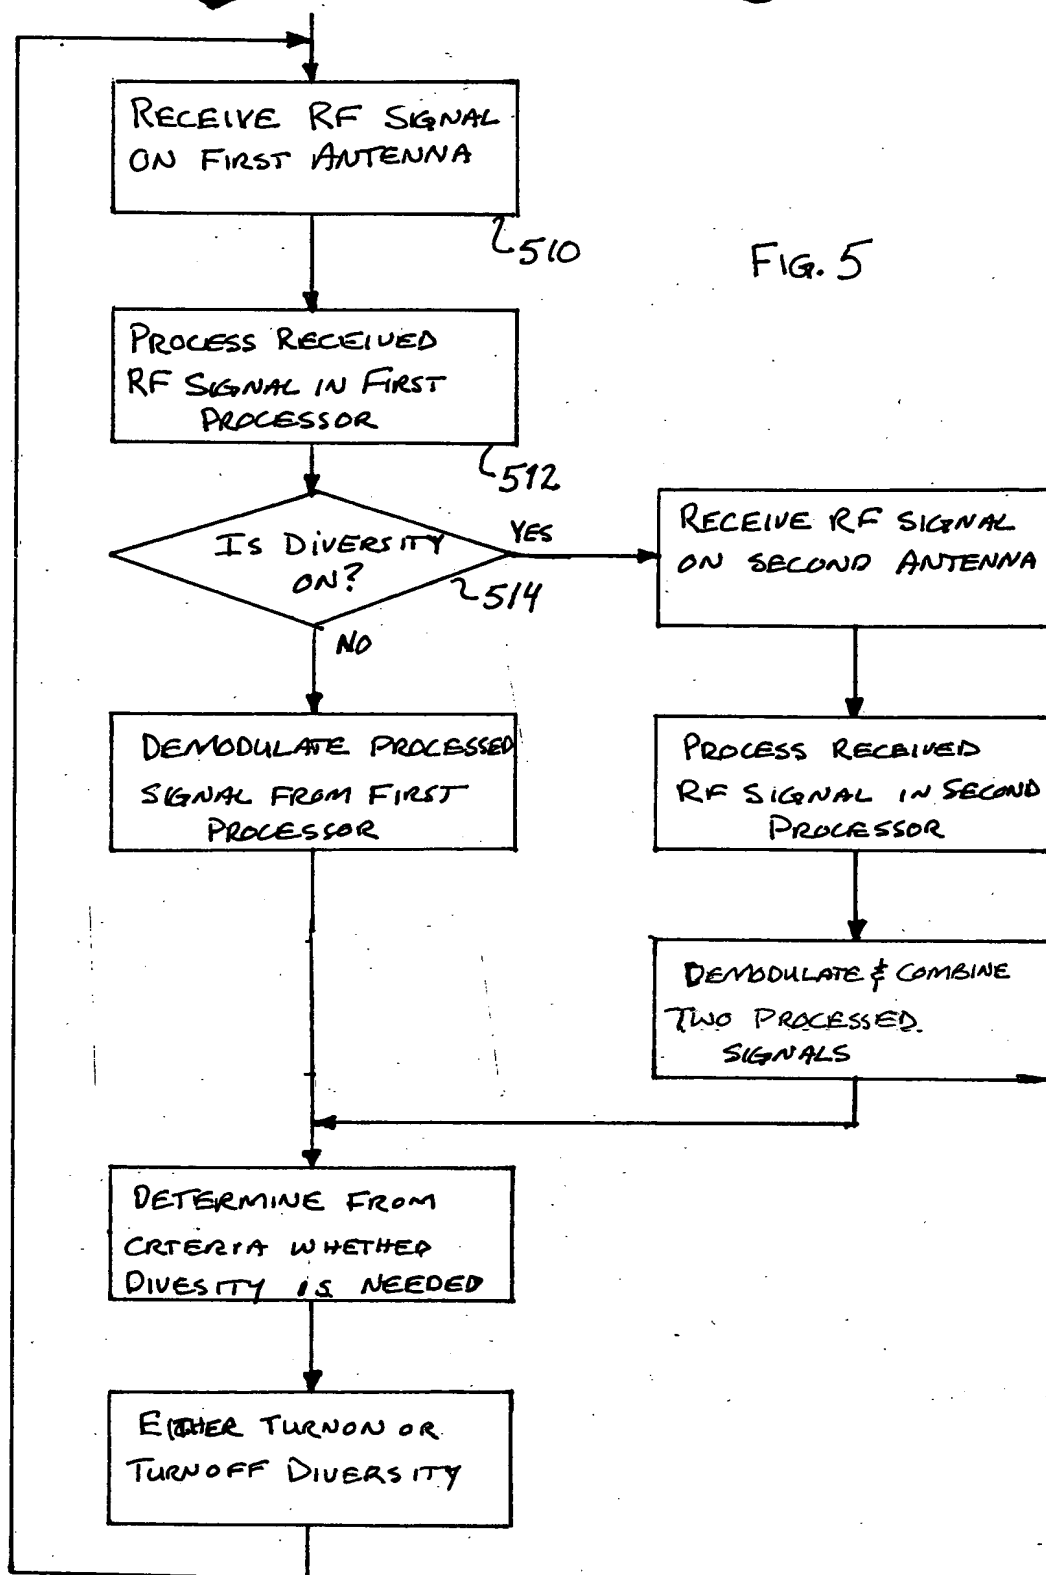 RECEIVE RF SIGNAL
ON FIRST ANTENNA
510
FIG. 5
PROCESS RECEIVED
RF SIGNAL IN FIRST
PROCESSOR
512
IS DIVERSITY
ON?
514
YES
NO
RECEIVE RF SIGNAL
ON SECOND ANTENNA
DEMODULATE PROCESSED
SIGNAL FROM FIRST
PROCESSOR
PROCESS RECEIVED
RF SIGNAL IN SECOND
PROCESSOR
DEMODULATE & COMBINE
TWO PROCESSED
SIGNALS
DETERMINE FROM
CRTERIA WHETHED
DIVESITY IS NEEDED
EITHER TURNON OR
TURNOFF DIVERSITY